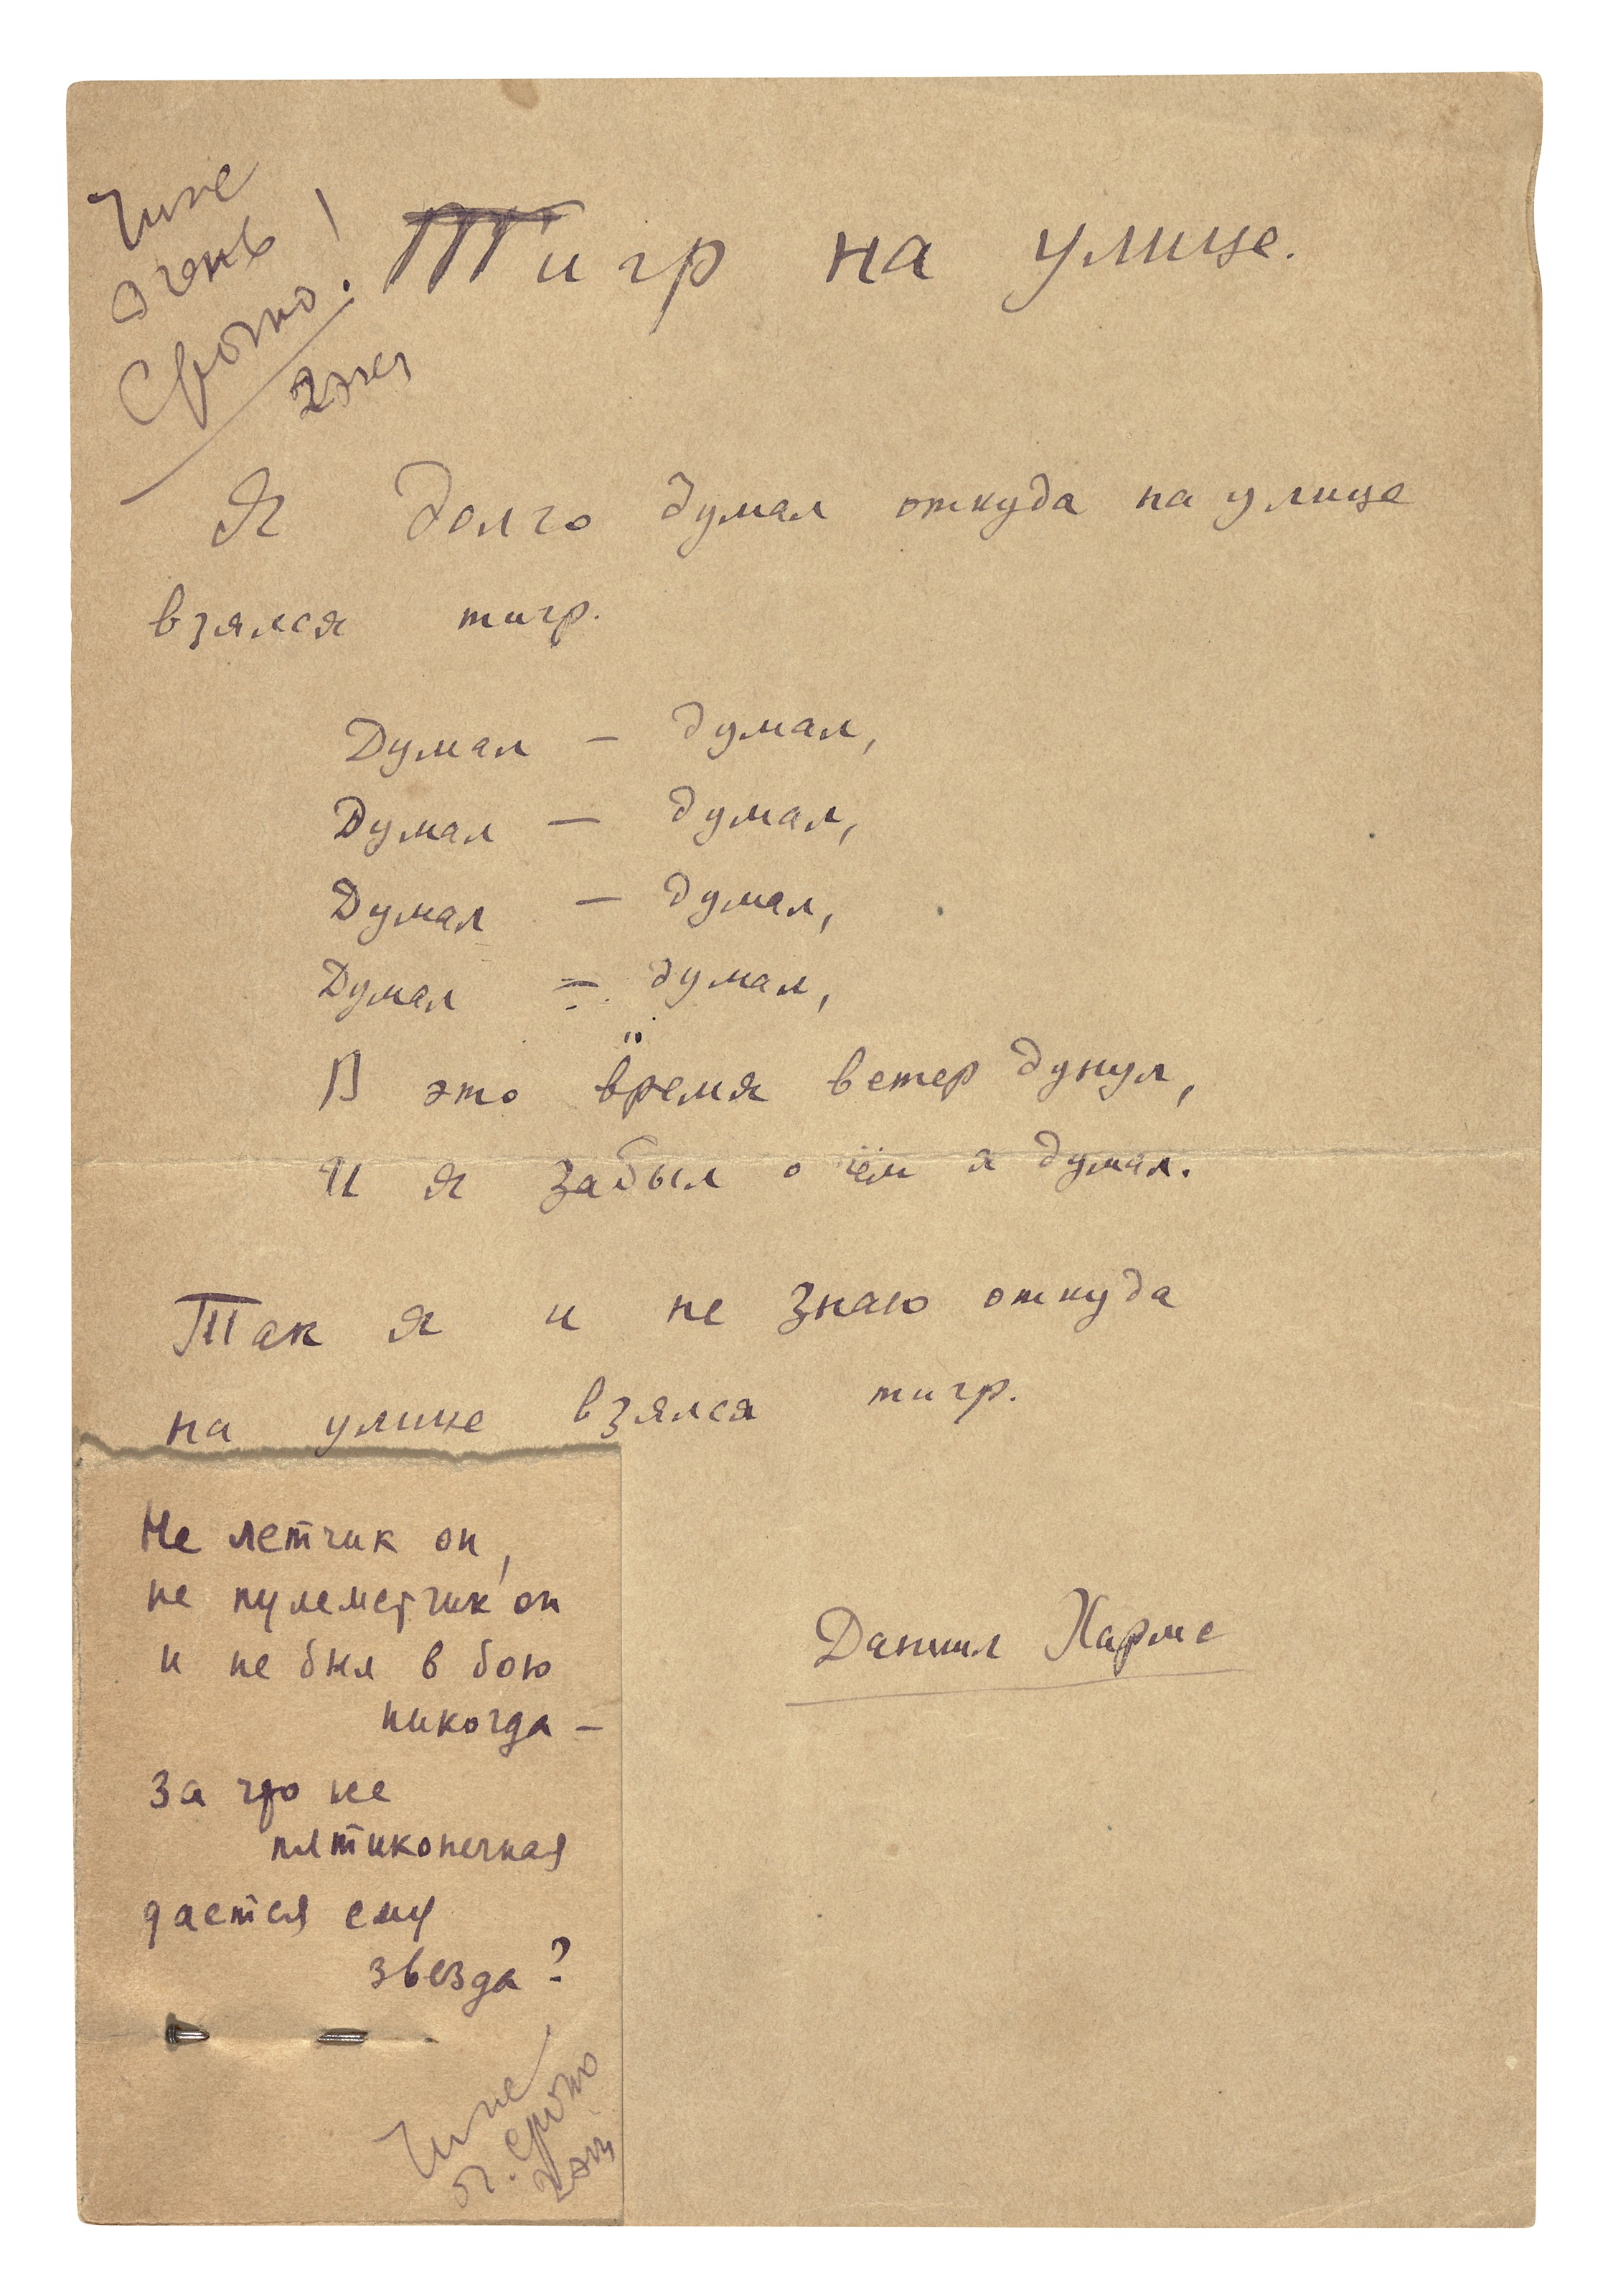 Зине
очень
Срочно!
2 экз
Тигр на улице.
Я долго думал откуда на улице
взялся тигр.
Думал — думал,
Думал — думал,
Думал — думал,
Думал — думал,
В это время ветер дунул,
И я забыл о чём я думал.
Так я и не знаю откуда
на улице взялся тигр.
Даниил Хармс
Не летчик он,
не пулеметчик он
и не был в бою
никогда —
За что же
пятиконечная
дается ему
звезда?
Зине
оч. срочно
2 экз